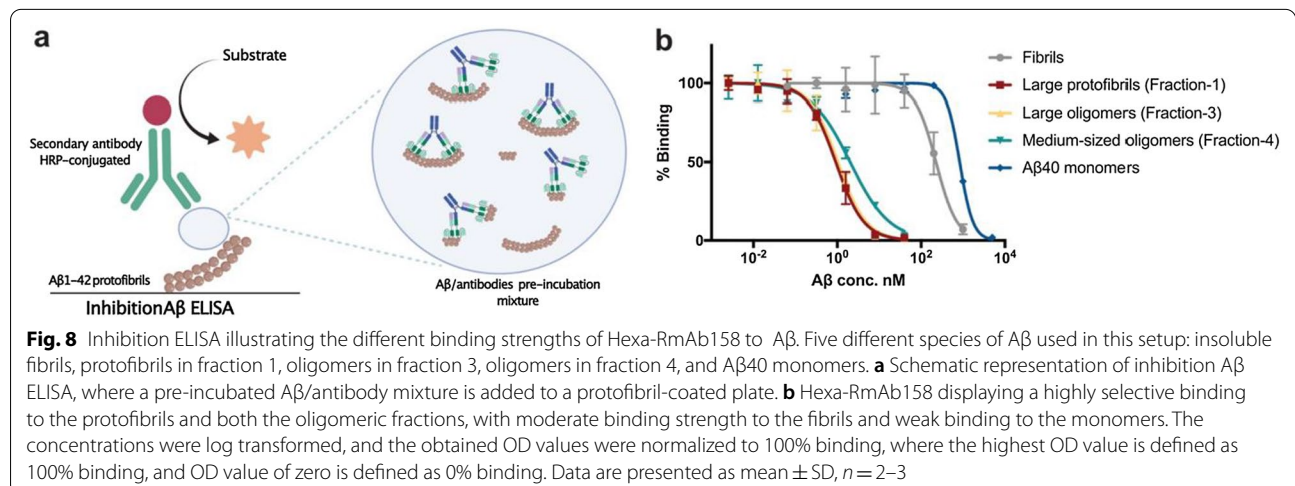 a
Substrate
Secondary antibody
HRP-conjugated
Aβ1-42 protofibrils
InhibitionAβ ELISA
Aβ/antibodies pre-incubation
mixture
b
% Binding
100
50
0
10⁻²
10⁰
10²
10⁴
Aβ conc. nM
Fibrils
Large protofibrils (Fraction-1)
Large oligomers (Fraction-3)
Medium-sized oligomers (Fraction-4)
Aβ40 monomers
Fig. 8 Inhibition ELISA illustrating the different binding strengths of Hexa-RmAb158 to Aβ. Five different species of Aβ used in this setup: insoluble
fibrils, protofibrils in fraction 1, oligomers in fraction 3, oligomers in fraction 4, and Aβ40 monomers. a Schematic representation of inhibition Aβ
ELISA, where a pre-incubated Aβ/antibody mixture is added to a protofibril-coated plate. b Hexa-RmAb158 displaying a highly selective binding
to the protofibrils and both the oligomeric fractions, with moderate binding strength to the fibrils and weak binding to the monomers. The
concentrations were log transformed, and the obtained OD values were normalized to 100% binding, where the highest OD value is defined as
100% binding, and OD value of zero is defined as 0% binding. Data are presented as mean ± SD, n = 2–3